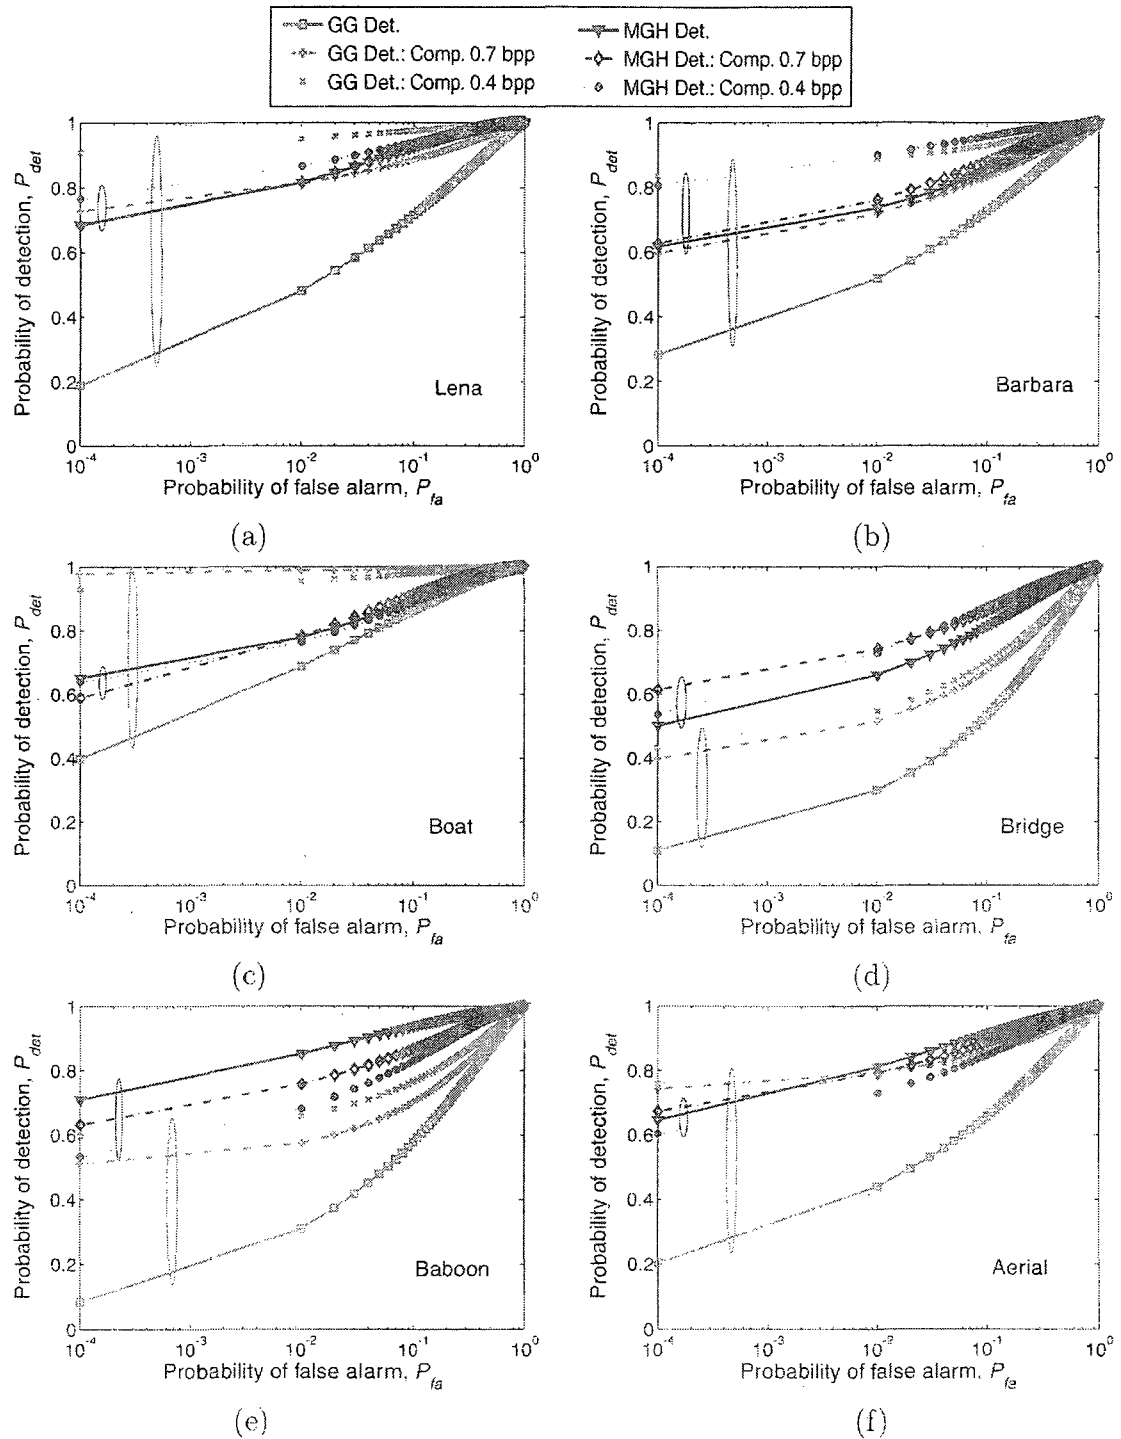 GG Det.
GG Det.: Comp. 0.7 bpp
GG Det.: Comp. 0.4 bpp
MGH Det.
MGH Det.: Comp. 0.7 bpp
MGH Det.: Comp. 0.4 bpp
Probability of detection, P_det
1
0.8
0.6
0.4
0.2
0
Lena
10^-4 10^-3 10^-2 10^-1 10^0
Probability of false alarm, P_fa
(a)
Probability of detection, P_det
1
0.8
0.6
0.4
0.2
0
Barbara
10^-4 10^-3 10^-2 10^-1 10^0
Probability of false alarm, P_fa
(b)
Probability of detection, P_det
1
0.8
0.6
0.4
0.2
0
Boat
10^-4 10^-3 10^-2 10^-1 10^0
Probability of false alarm, P_fa
(c)
Probability of detection, P_det
1
0.8
0.6
0.4
0.2
0
Bridge
10^-4 10^-3 10^-2 10^-1 10^0
Probability of false alarm, P_fa
(d)
Probability of detection, P_det
1
0.8
0.6
0.4
0.2
0
Baboon
10^-4 10^-3 10^-2 10^-1 10^0
Probability of false alarm, P_fa
(e)
Probability of detection, P_det
1
0.8
0.6
0.4
0.2
0
Aerial
10^-4 10^-3 10^-2 10^-1 10^0
Probability of false alarm, P_fa
(f)